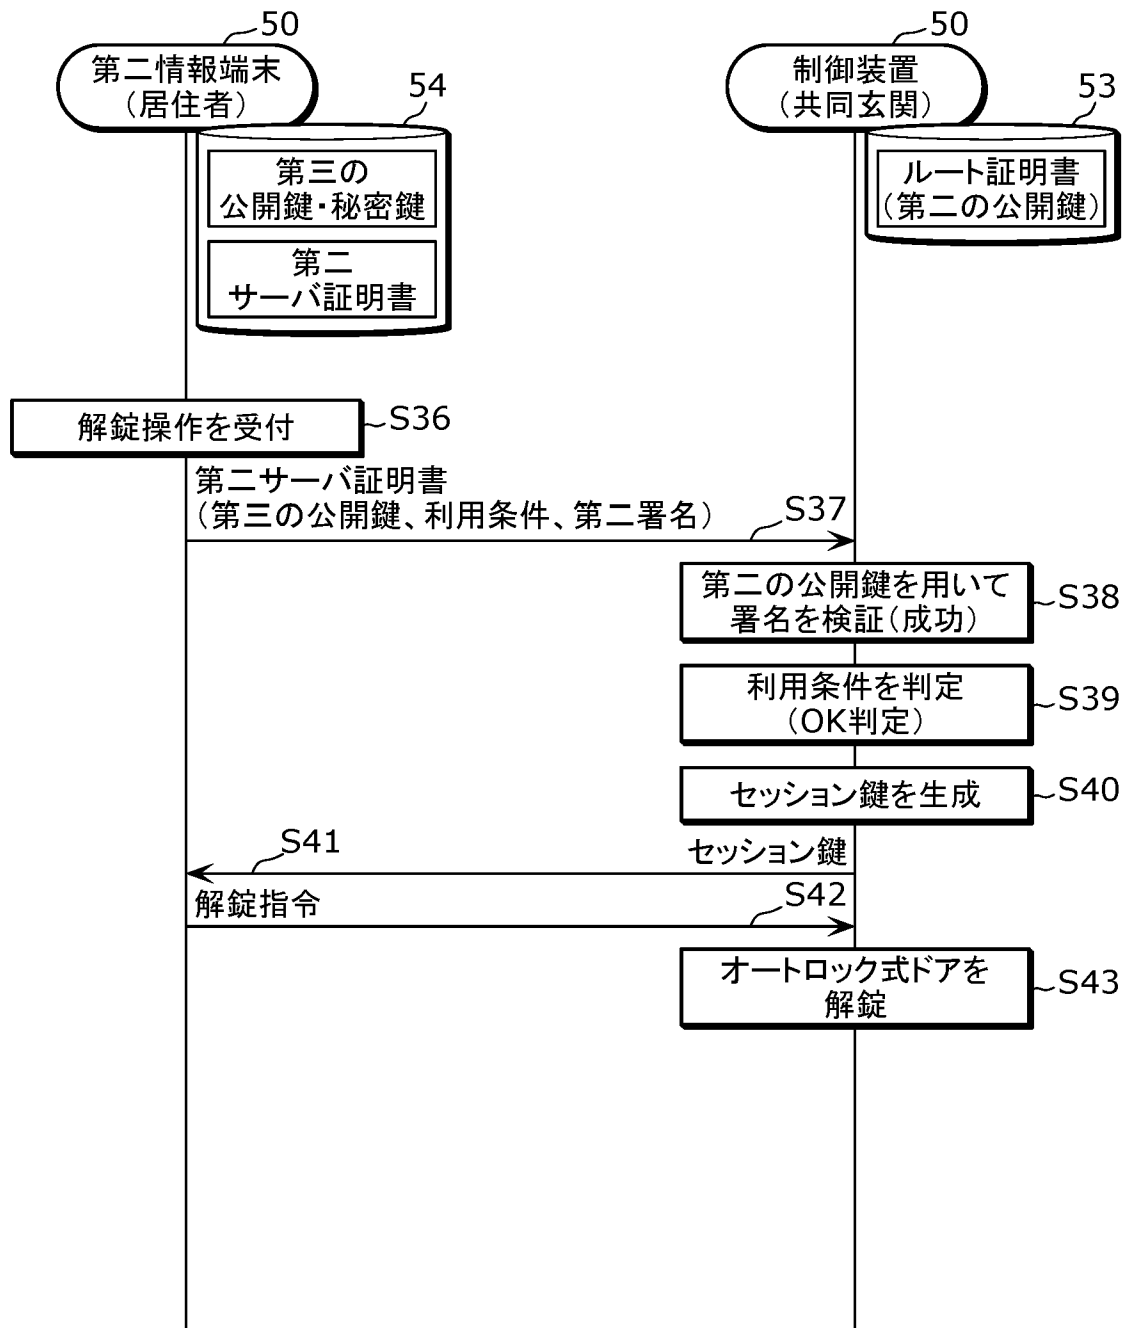 50
第二情報端末
（居住者）
54
第三の
公開鍵・秘密鍵
第二
サーバ証明書
50
制御装置
（共同玄関）
53
ルート証明書
（第二の公開鍵）
解錠操作を受付
S36
第二サーバ証明書
（第三の公開鍵、利用条件、第二署名）
S37
第二の公開鍵を用いて
署名を検証（成功）
S38
利用条件を判定
（OK判定）
S39
セッション鍵を生成
S40
S41
セッション鍵
解錠指令
S42
オートロック式ドアを
解錠
S43